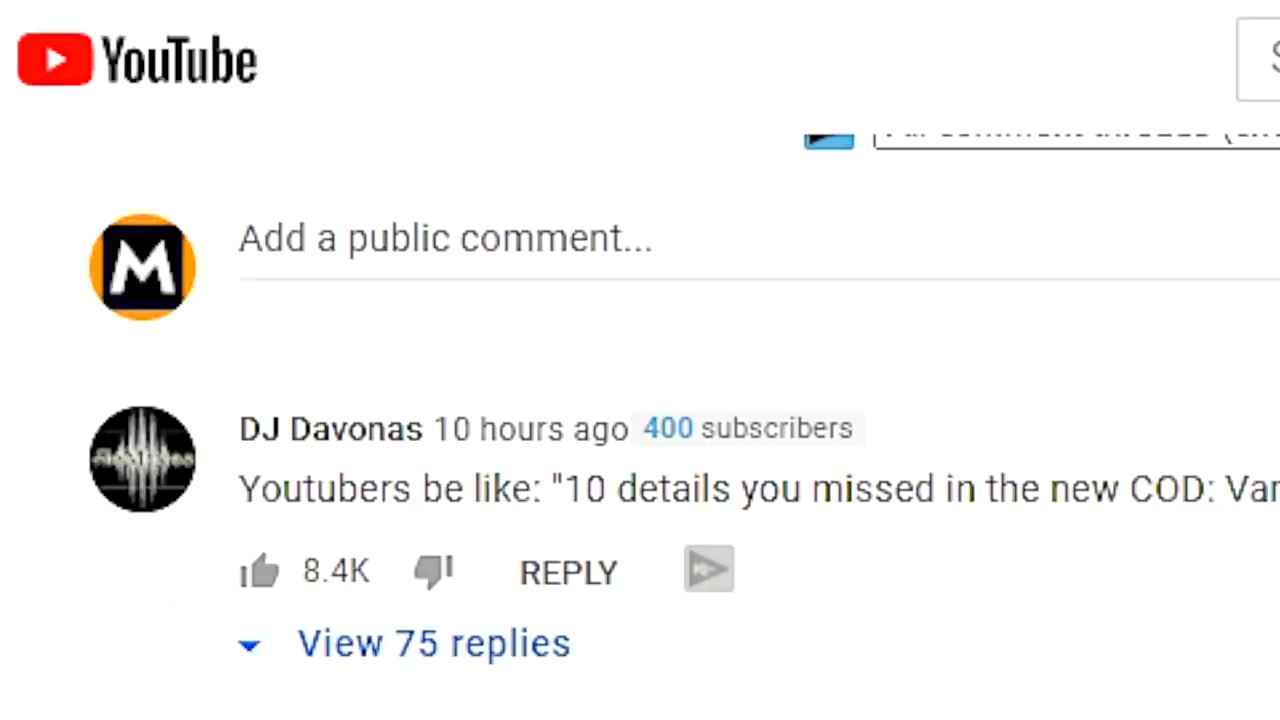 YouTube
S
Add a public comment...
M
DJ Davonas 10 hours ago 400 subscribers
Youtubers be like: "10 details you missed in the new COD: Van
8.4K REPLY
View 75 replies